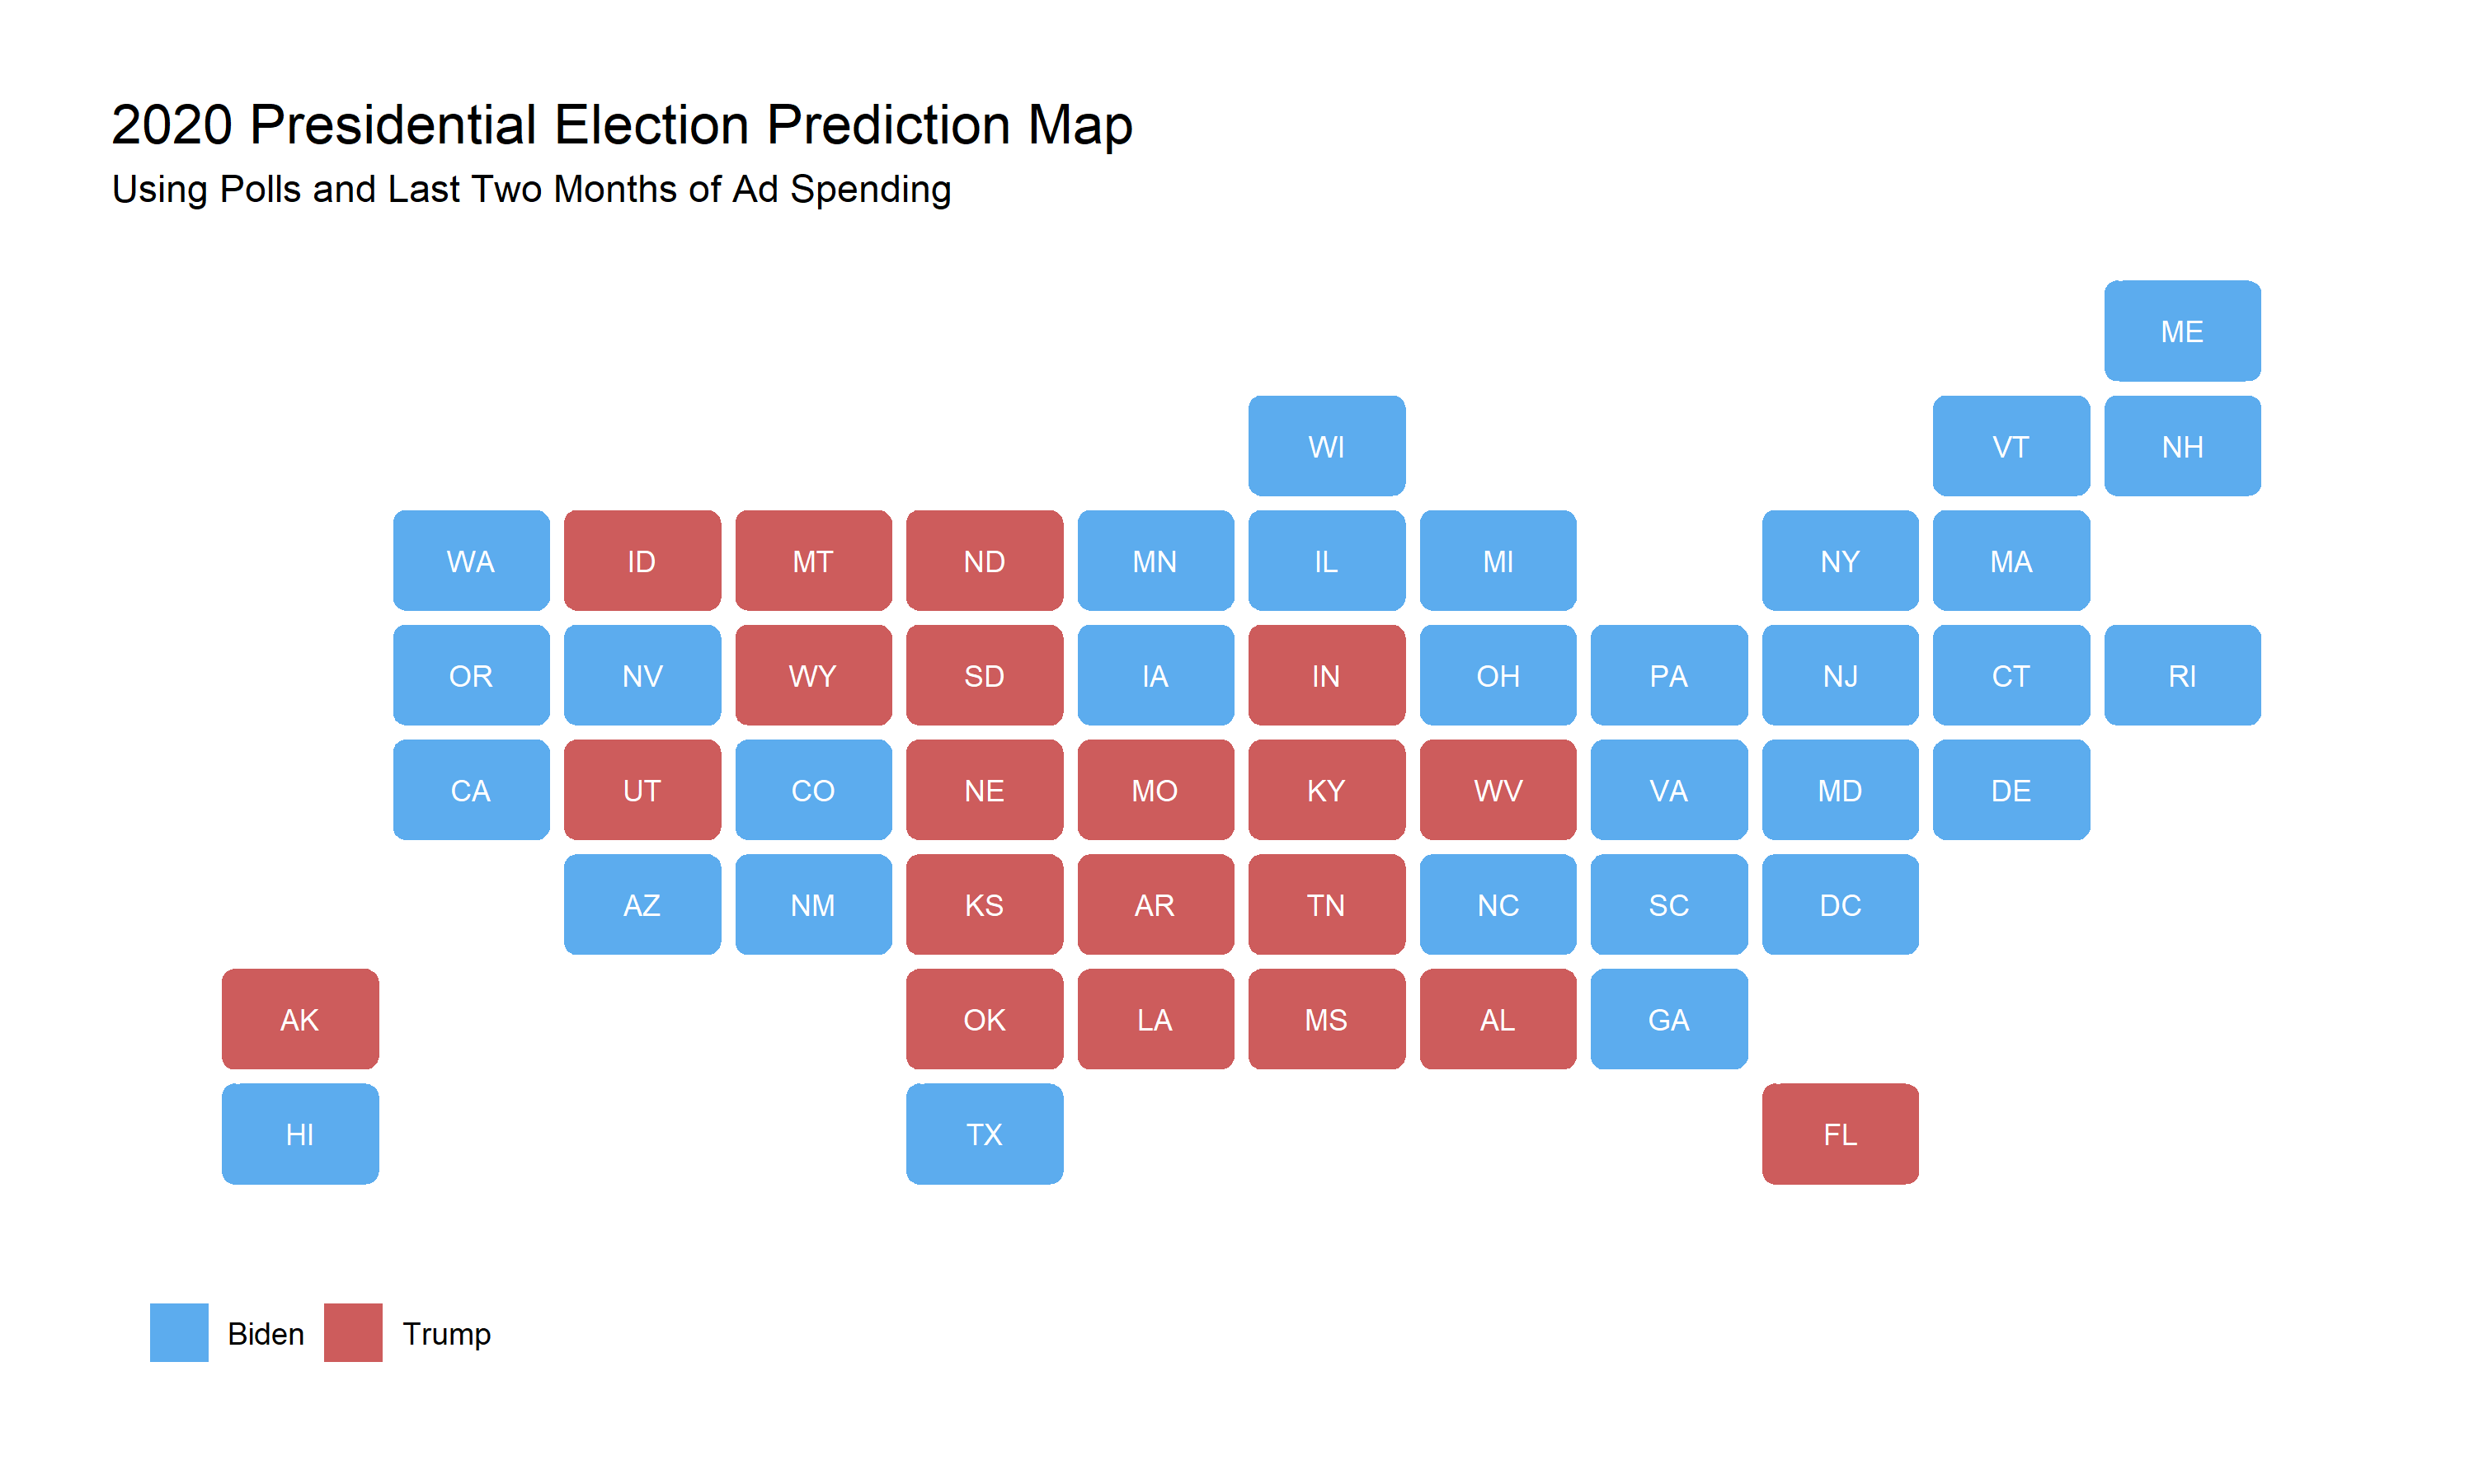 2020 Presidential Election Prediction Map
Using Polls and Last Two Months of Ad Spending
ME
WI VT NH
WA ID MT ND MN IL MI NY MA
OR NV WY SD IA IN OH PA NJ CT RI
CA UT CO NE MO KY WV VA MD DE
AZ NM KS AR TN NC SC DC
AK OK LA MS AL GA
HI TX FL
Biden Trump